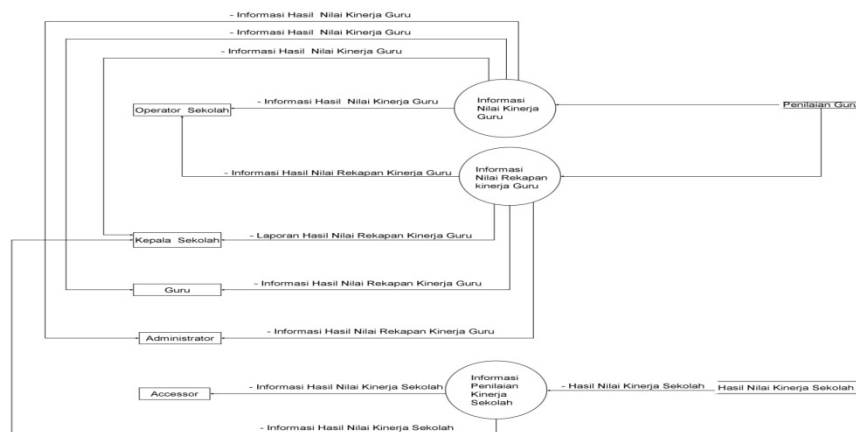 - Informasi Hasil  Nilai Kinerja Guru
- Informasi Hasil  Nilai Kinerja Guru
- Informasi Hasil  Nilai Kinerja Guru
- Informasi Hasil  Nilai Kinerja Guru
Operator  Sekolah
Informasi
Nilai Kinerja
Guru
Penilaian Guru
- Informasi Hasil Nilai Rekapan Kinerja Guru
Informasi
Nilai Rekapan
kinerja Guru
- Laporan Hasil Nilai Rekapan Kinerja Guru
Kepala  Sekolah
- Informasi Hasil Nilai Rekapan Kinerja Guru
Guru
- Informasi Hasil Nilai Rekapan Kinerja Guru
Administrator
- Informasi Hasil Nilai Kinerja Sekolah
Accessor
Informasi
Penilaian
Kinerja
Sekolah
- Hasil Nilai Kinerja Sekolah
Hasil Nilai Kinerja Sekolah
- Informasi Hasil Nilai Kinerja Sekolah